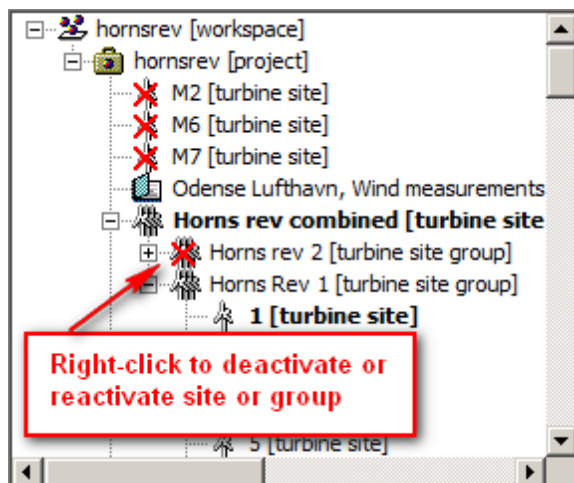 hornsrev [workspace]
hornsrev [project]
M2 [turbine site]
M6 [turbine site]
M7 [turbine site]
Odense Lufthavn, Wind measurements
Horns rev combined [turbine site
Horns rev 2 [turbine site group]
Horns Rev 1 [turbine site group]
1 [turbine site]
Right-click to deactivate or
reactivate site or group
5 [turbine site]